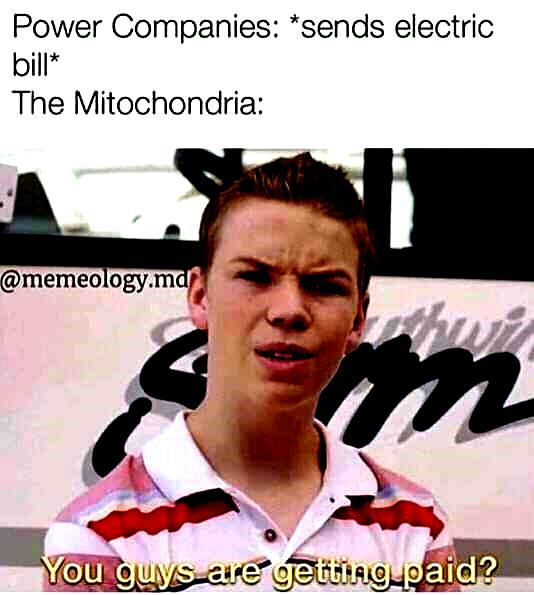 Power Companies: *sends electric
bill*
The Mitochondria:
@memeology.md
You guys are getting paid?